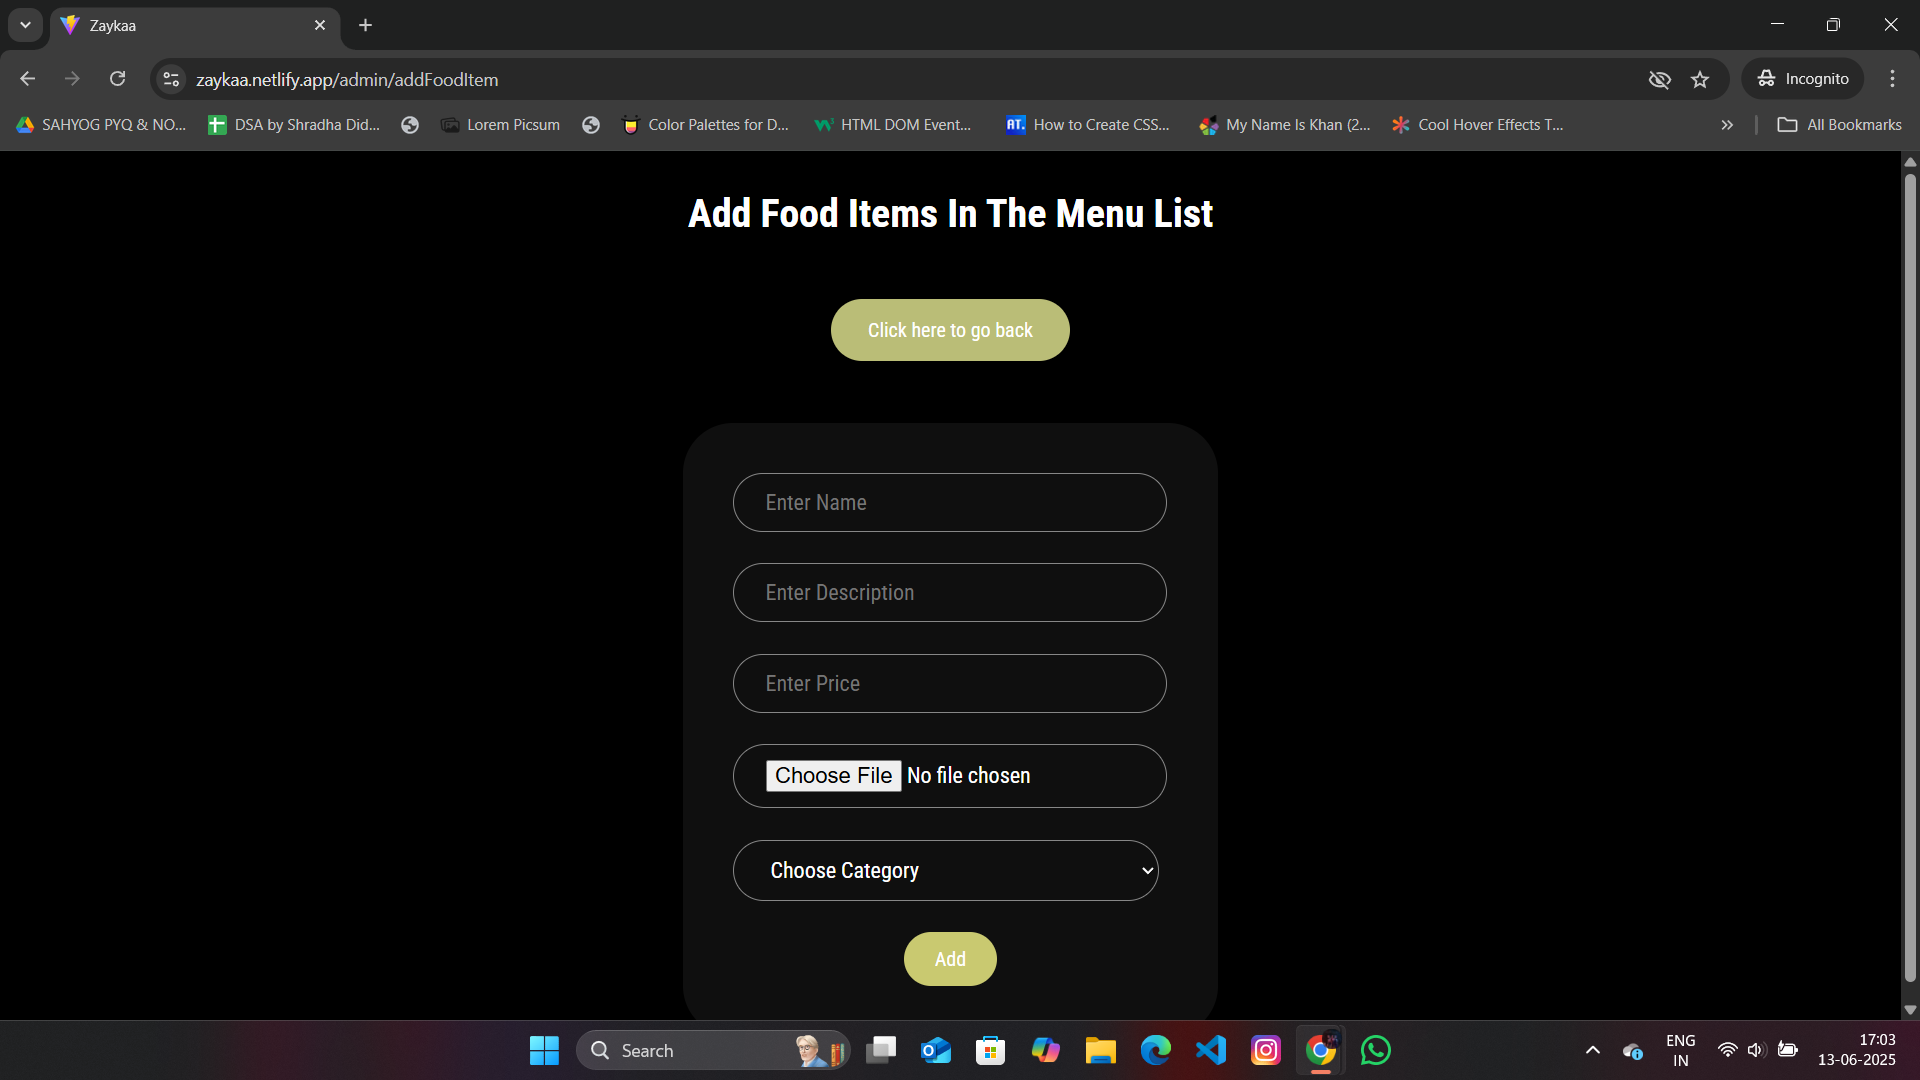 Zaykaa
zaykaa.netlify.app/admin/addFoodItem
Incognito
SAHYOG PYQ & NO...
DSA by Shradha Did...
Lorem Picsum
Color Palettes for D...
HTML DOM Event...
AT.
How to Create CSS...
My Name Is Khan (2...
Cool Hover Effects T...
All Bookmarks
Add Food Items In The Menu List
Click here to go back
Enter Name
Enter Description
Enter Price
Choose File No file chosen
Choose Category
Add
Search
ENG
IN
17:03
13-06-2025